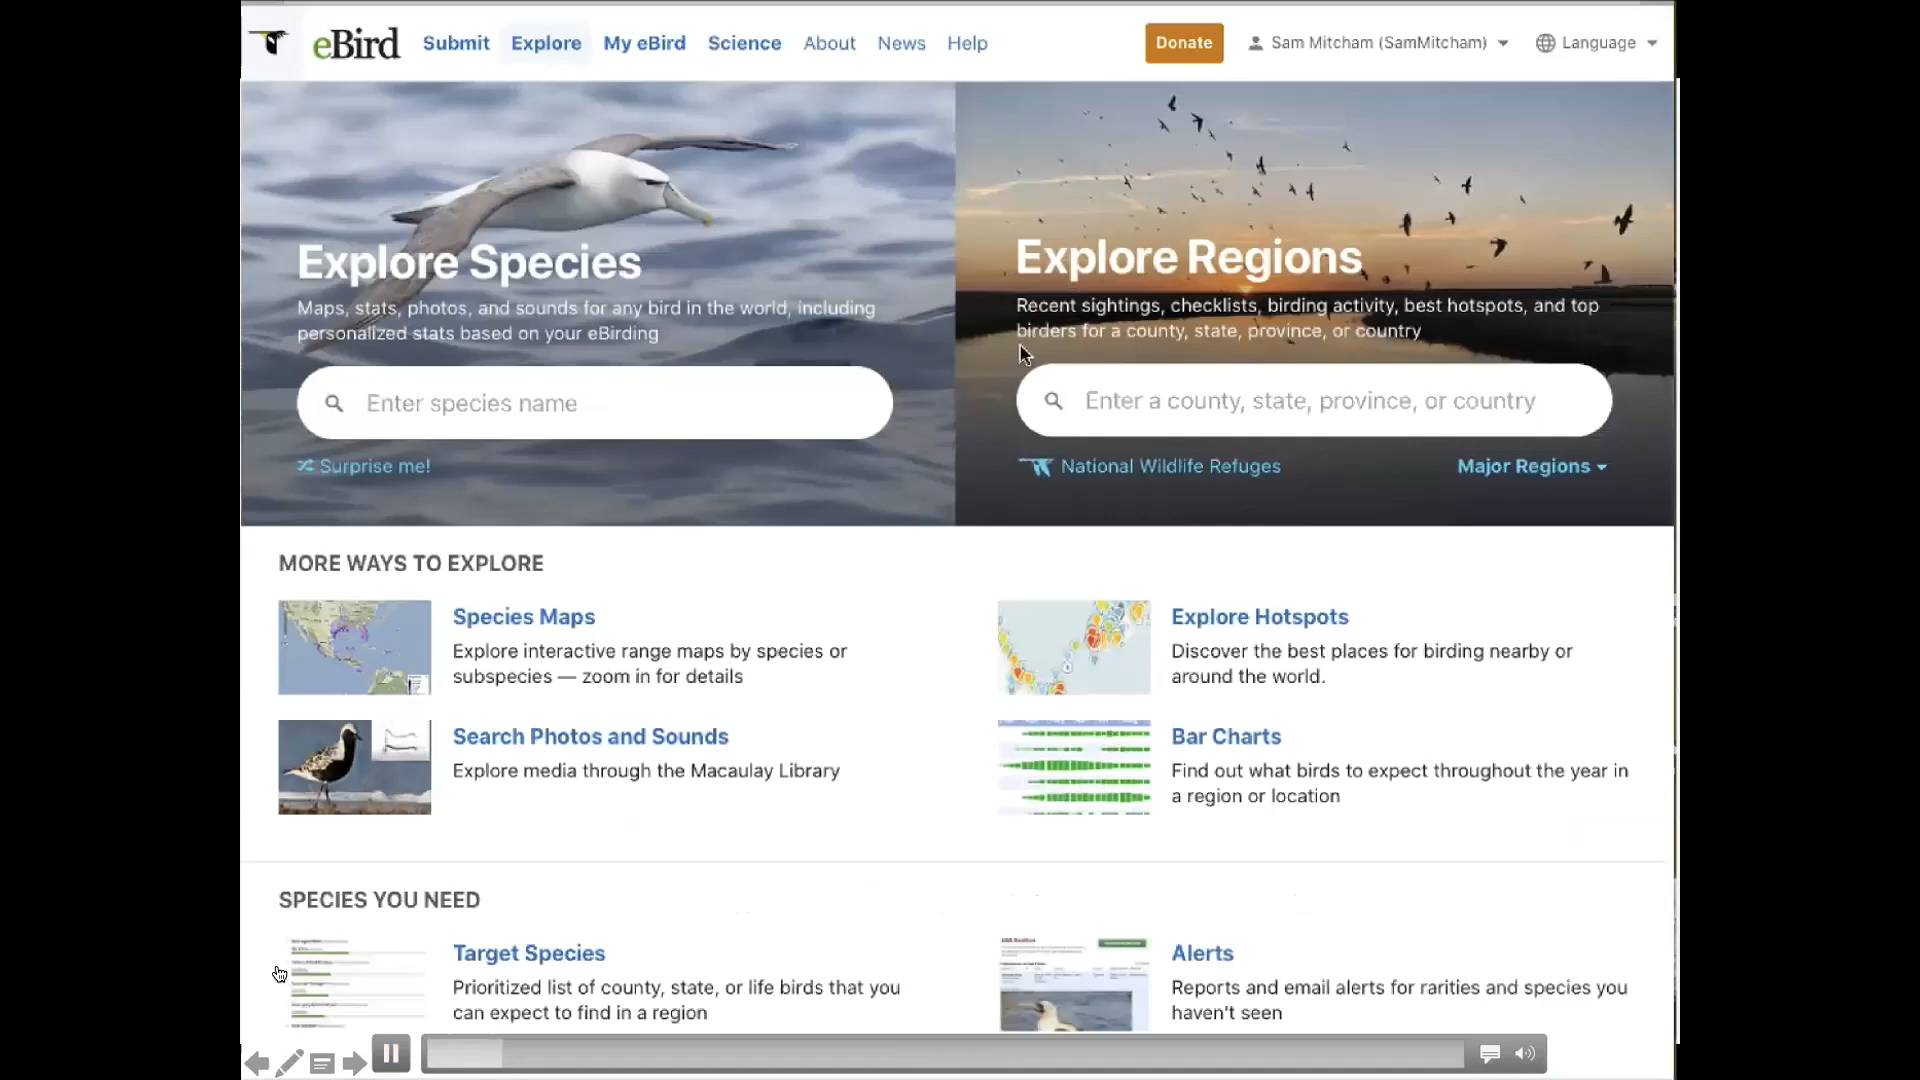 eBird Submit Explore My eBird Science About News Help Donate Sam Mitcham (SamMitcham) Language
Explore Species
Maps, stats, photos, and sounds for any bird in the world, including
personalized stats based on your eBirding
Enter species name
Surprise me!
Explore Regions
Recent sightings, checklists, birding activity, best hotspots, and top
birders for a county, state, province, or country
Enter a county, state, province, or country
National Wildlife Refuges Major Regions
MORE WAYS TO EXPLORE
Species Maps
Explore interactive range maps by species or
subspecies — zoom in for details
Explore Hotspots
Discover the best places for birding nearby or
around the world.
Search Photos and Sounds
Explore media through the Macaulay Library
Bar Charts
Find out what birds to expect throughout the year in
a region or location
SPECIES YOU NEED
Target Species
Prioritized list of county, state, or life birds that you
can expect to find in a region
Alerts
Reports and email alerts for rarities and species you
haven't seen